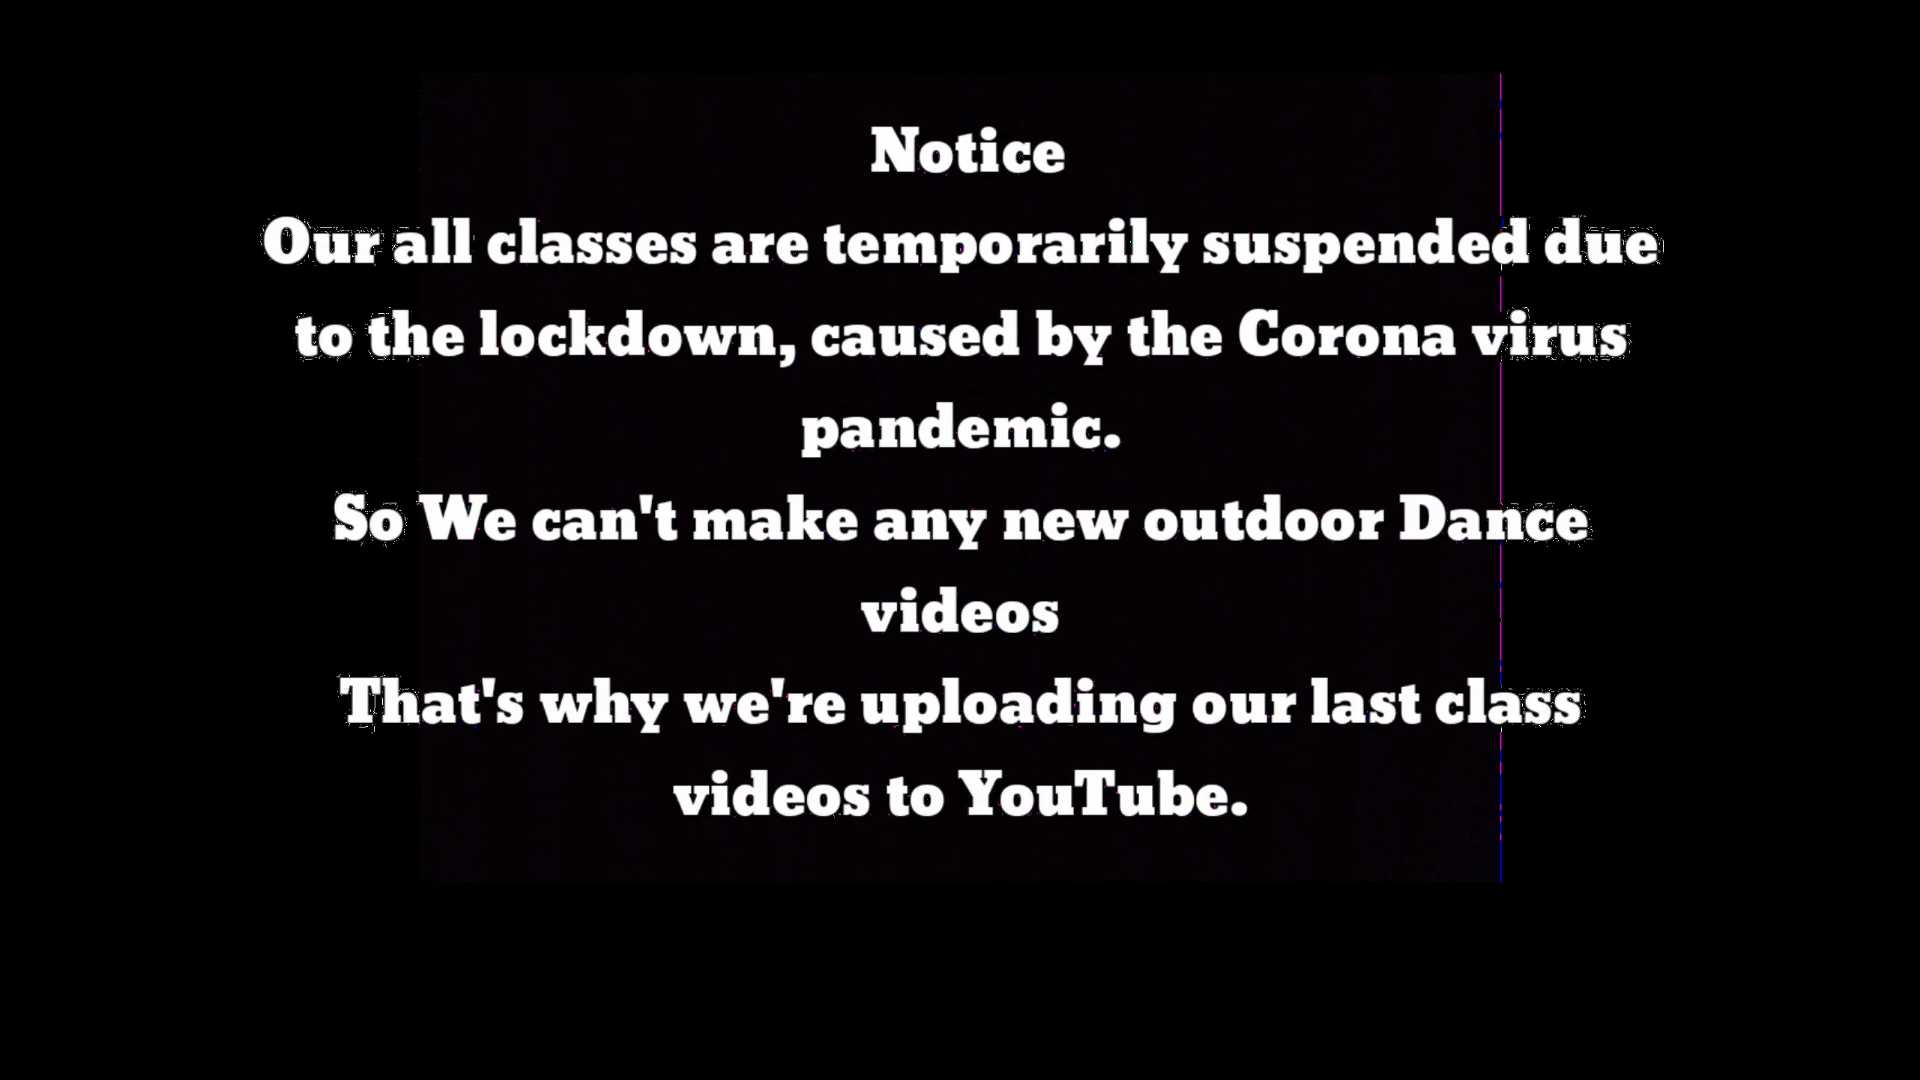 Notice
Our all classes are temporarily suspended due
to the lockdown, caused by the Corona virus
pandemic.
So We can't make any new outdoor Dance
videos
That's why we're uploading our last class
videos to YouTube.